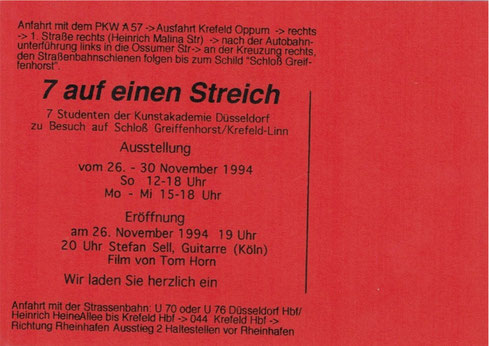 Anfahrt mit dem PKW A 57 -> Ausfahrt Krefeld Oppum -> rechts
-> 1. Straße rechts (Heinrich Malina Str) -> nach der Autobahn-
unterführung links in die Ossumer Str-> an der Kreuzung rechts,
den Straßenbahnschienen folgen bis zum Schild "Schloß Greif-
fenhorst".
7 auf einen Streich
7 Studenten der Kunstakademie Düsseldorf
zu Besuch auf Schloß Greiffenhorst/Krefeld-Linn
Ausstellung
vom 26. - 30 November 1994
So 12-18 Uhr
Mo - Mi 15-18 Uhr
Eröffnung
am 26. November 1994 19 Uhr
20 Uhr Stefan Sell, Guitarre (Köln)
Film von Tom Horn
Wir laden Sie herzlich ein
Anfahrt mit der Strassenbahn: U 70 oder U 76 Düsseldorf Hbf/
Heinrich HeineAllee bis Krefeld Hbf -> 044 Krefeld Hbf ->
Richtung Rheinhafen Ausstieg 2 Haltestellen vor Rheinhafen